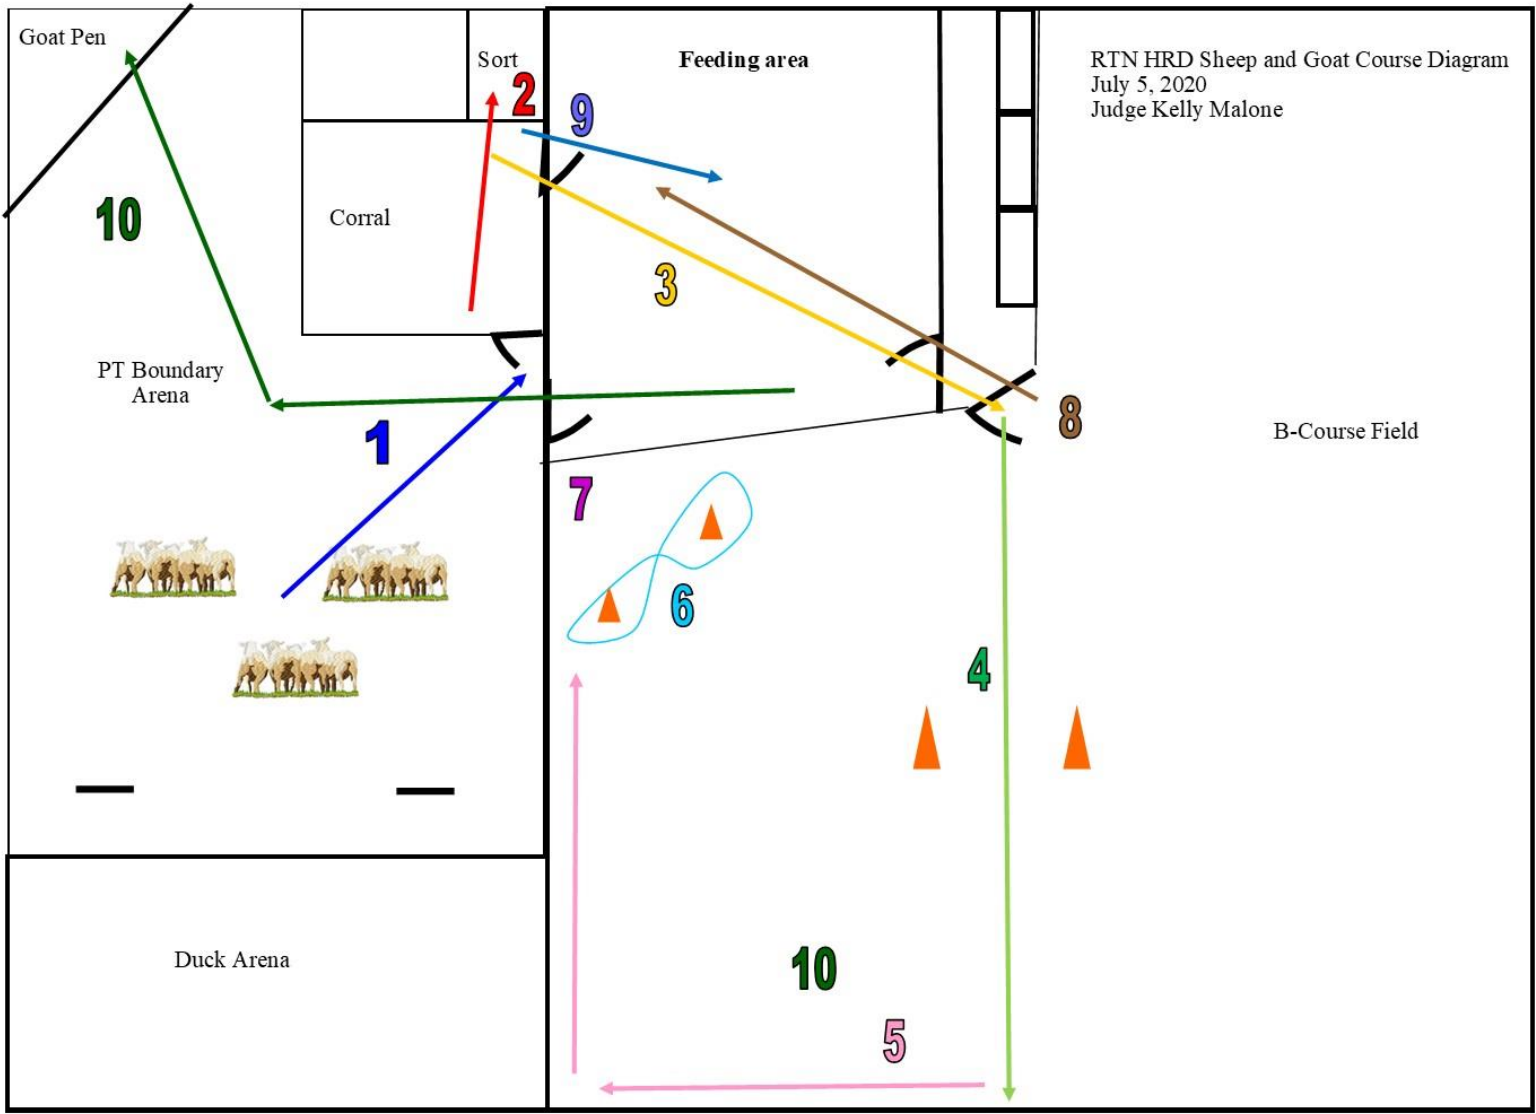 Goat Pen
Sort
2
9
Feeding area
RTN HRD Sheep and Goat Course Diagram
July 5, 2020
Judge Kelly Malone
10
Corral
3
PT Boundary
Arena
1
8
B-Course Field
7
6
4
Duck Arena
10
5